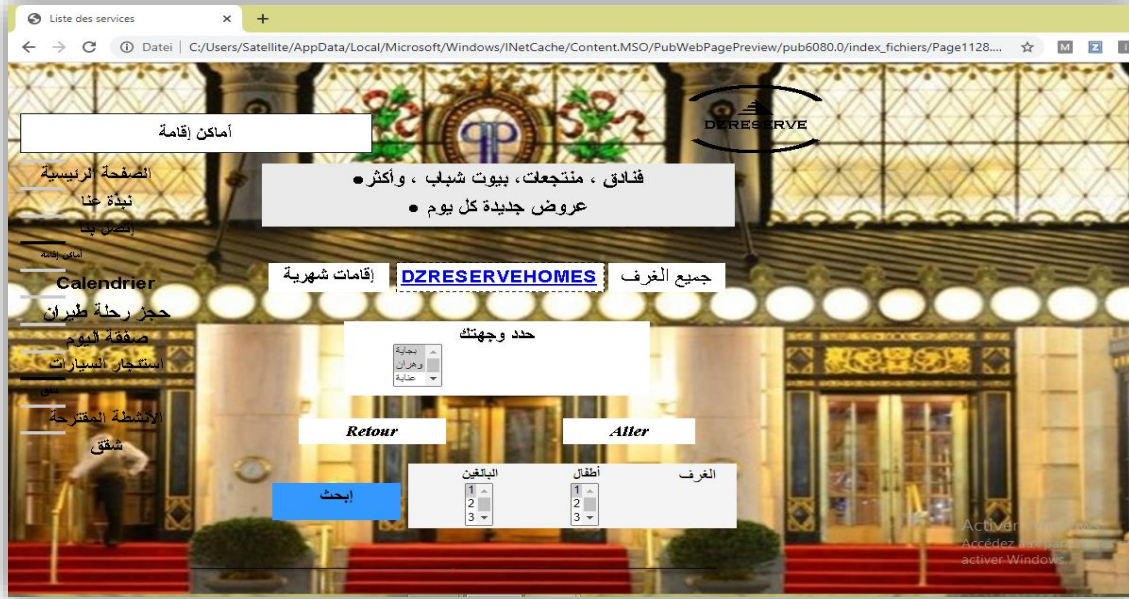 Liste des services
Datei | C:/Users/Satellite/AppData/Local/Microsoft/Windows/INetCache/Content.MSO/PubWebPagePreview/pub6080.0/index_fichiers/Page1128....
M Z
DZRESERVE
أماكن إقامة
فنادق ، منتجعات، بيوت شباب ، وأكثر●
عروض جديدة كل يوم ●
الصفحة الرئيسية
نبذة عنا
إتصل بنا
أماكن إقامة
Calendrier
حجز رحلة طيران
صفقة اليوم
استئجار السيارات
الأنشطة المقترحة
شقق
جميع الغرف
DZRESERVEHOMES
إقامات شهرية
حدد وجهتك
بجاية
وهران
عنابة
Retour
Aller
الغرف
أطفال
1
2
3
البالغين
1
2
3
إبحث
Activer Windows
Accédez
activer Windows.